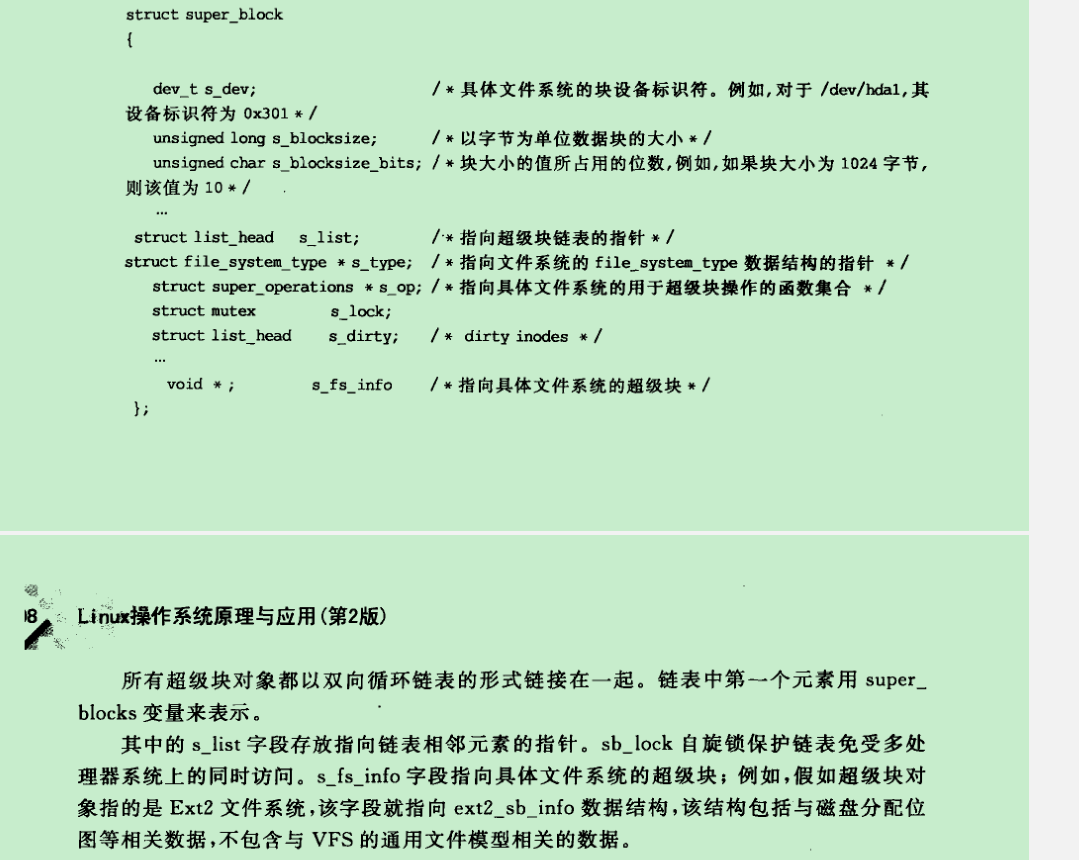 struct super_block
{
dev_t s_dev; /* 具体文件系统的块设备标识符。例如,对于 /dev/hda1,其
设备标识符为 0x301 */
unsigned long s_blocksize; /* 以字节为单位数据块的大小 */
unsigned char s_blocksize_bits; /* 块大小的值所占用的位数,例如,如果块大小为 1024 字节,
则该值为 10 */
…
struct list_head s_list; /* 指向超级块链表的指针 */
struct file_system_type * s_type; /* 指向文件系统的 file_system_type 数据结构的指针 */
struct super_operations * s_op; /* 指向具体文件系统的用于超级块操作的函数集合 */
struct mutex s_lock;
struct list_head s_dirty; /* dirty inodes */
…
void * ; s_fs_info /* 指向具体文件系统的超级块 */
};
8 Linux操作系统原理与应用(第2版)
所有超级块对象都以双向循环链表的形式链接在一起。链表中第一个元素用 super_
blocks 变量来表示。
其中的 s_list 字段存放指向链表相邻元素的指针。sb_lock 自旋锁保护链表免受多处
理器系统上的同时访问。s_fs_info 字段指向具体文件系统的超级块；例如,假如超级块对
象指的是 Ext2 文件系统,该字段就指向 ext2_sb_info 数据结构,该结构包括与磁盘分配位
图等相关数据,不包含与 VFS 的通用文件模型相关的数据。